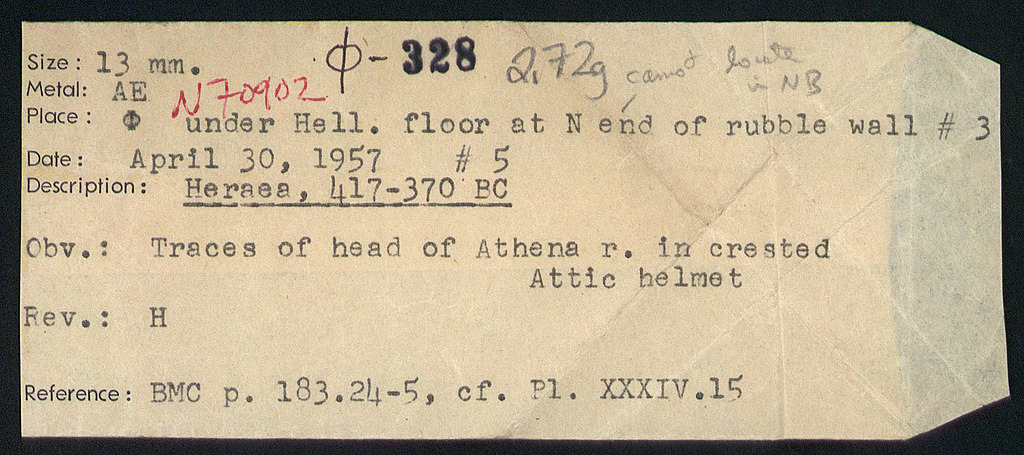 Size: 13 mm. ϕ-328 2.72g cannot locate
in NB
Metal: AE N70902
Place: Φ under Hell. floor at N end of rubble wall # 3
Date: April 30, 1957 # 5
Description: Heraea, 417-370 BC
Obv.: Traces of head of Athena r. in crested
Attic helmet
Rev.: H
Reference: BMC p. 183.24-5, cf. Pl. XXXIV.15